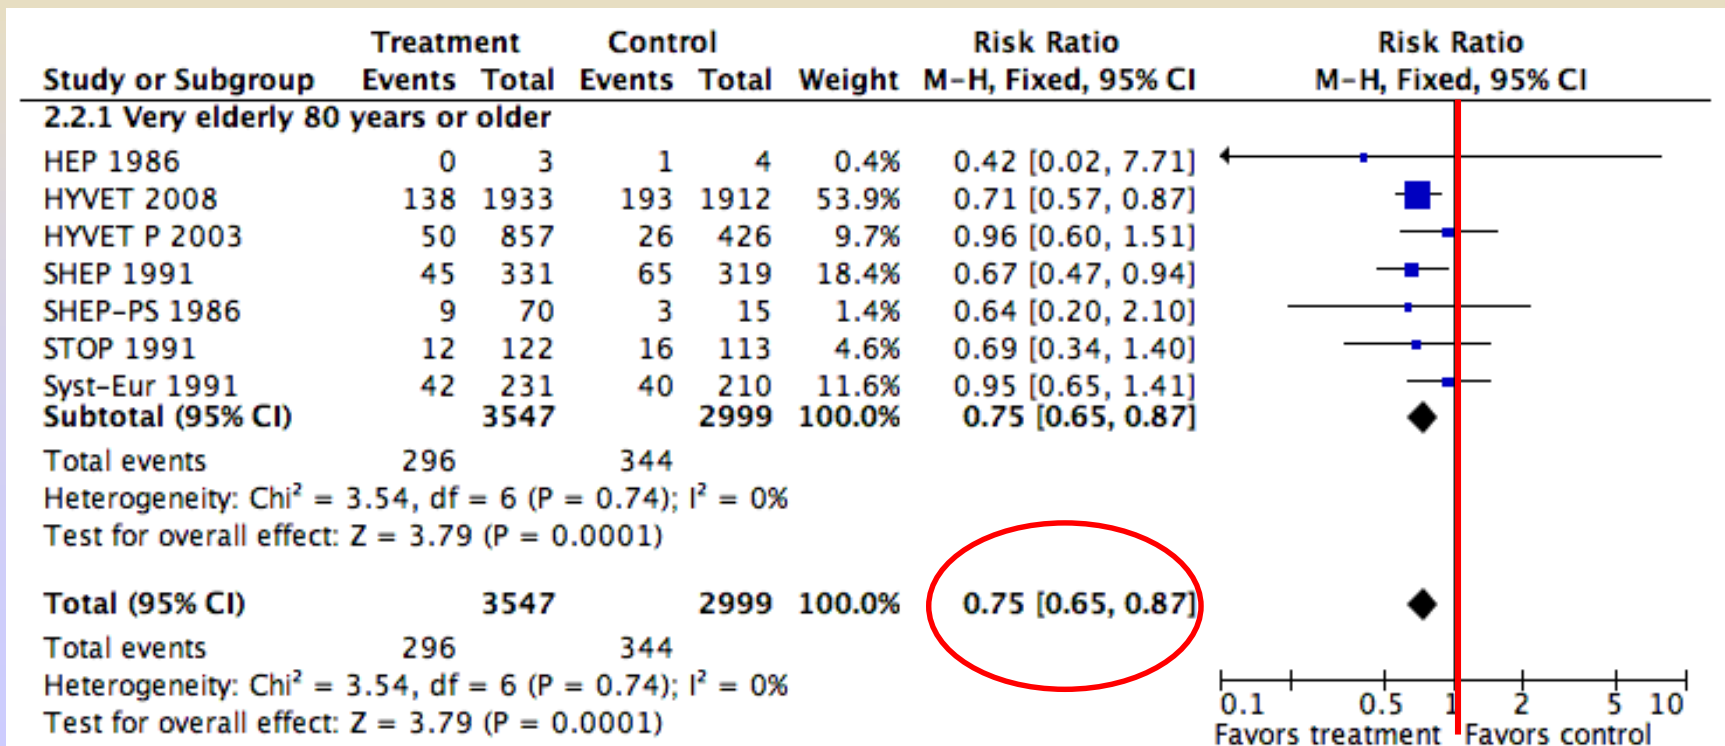 Treatment Control Risk Ratio Risk Ratio
Study or Subgroup Events Total Events Total Weight M-H, Fixed, 95% CI M-H, Fixed, 95% CI
2.2.1 Very elderly 80 years or older
HEP 1986 0 3 1 4 0.4% 0.42 [0.02, 7.71]
HYVET 2008 138 1933 193 1912 53.9% 0.71 [0.57, 0.87]
HYVET P 2003 50 857 26 426 9.7% 0.96 [0.60, 1.51]
SHEP 1991 45 331 65 319 18.4% 0.67 [0.47, 0.94]
SHEP-PS 1986 9 70 3 15 1.4% 0.64 [0.20, 2.10]
STOP 1991 12 122 16 113 4.6% 0.69 [0.34, 1.40]
Syst-Eur 1991 42 231 40 210 11.6% 0.95 [0.65, 1.41]
Subtotal (95% CI) 3547 2999 100.0% 0.75 [0.65, 0.87]
Total events 296 344
Heterogeneity: Chi² = 3.54, df = 6 (P = 0.74); I² = 0%
Test for overall effect: Z = 3.79 (P = 0.0001)
Total (95% CI) 3547 2999 100.0% 0.75 [0.65, 0.87]
Total events 296 344
Heterogeneity: Chi² = 3.54, df = 6 (P = 0.74); I² = 0%
Test for overall effect: Z = 3.79 (P = 0.0001)
0.1 0.5 1 2 5 10
Favors treatment Favors control